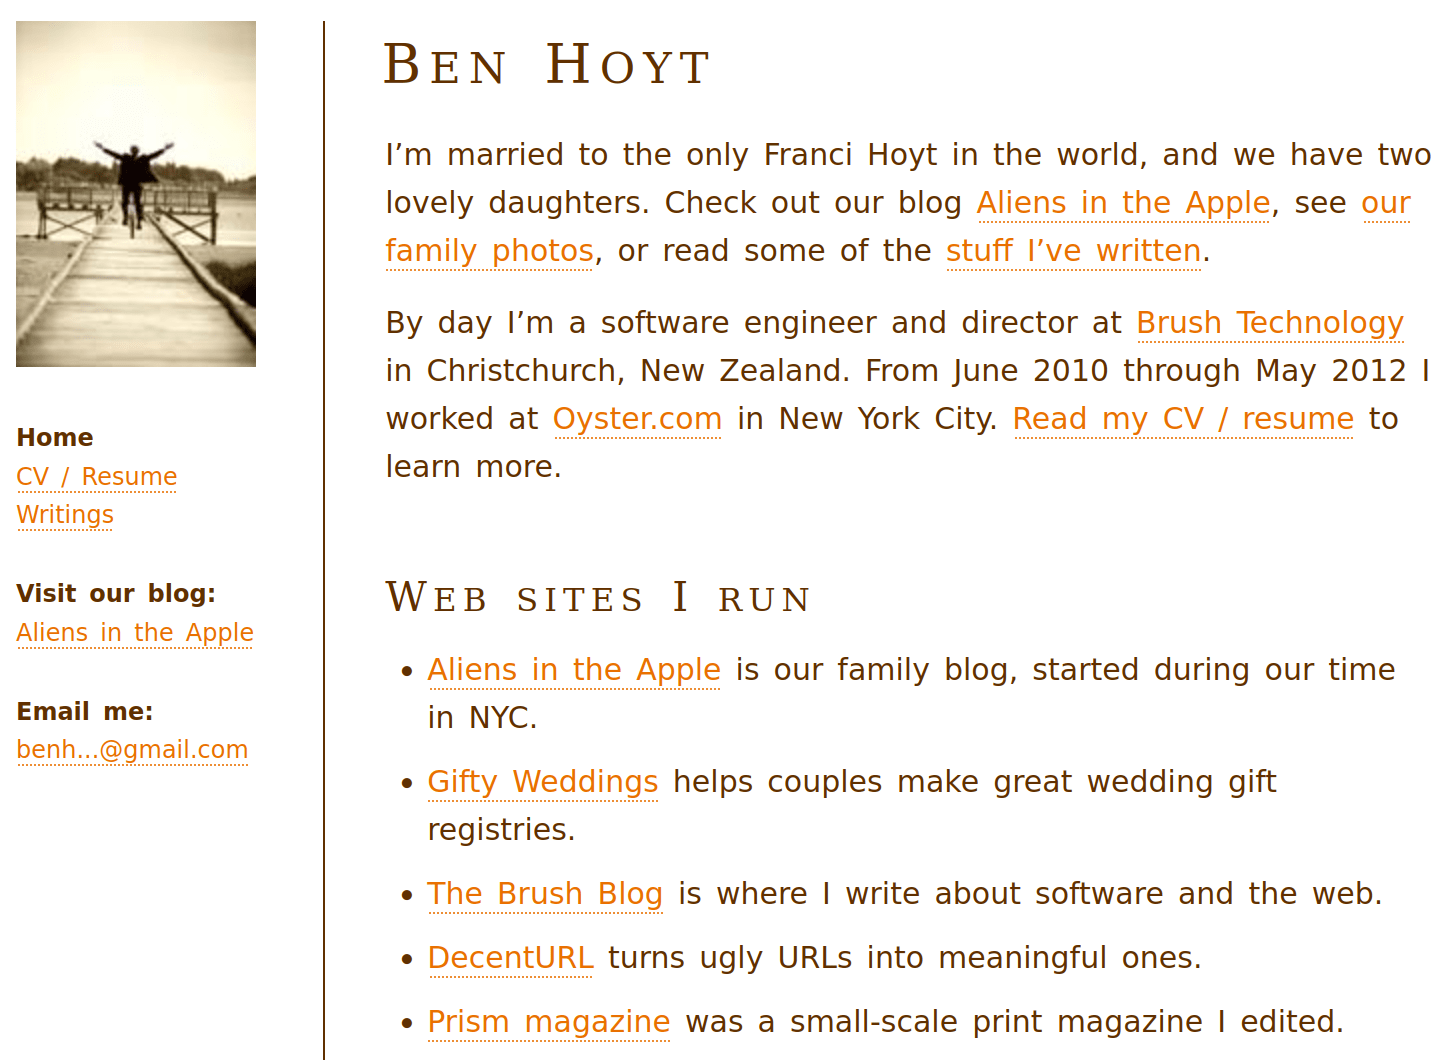 Home
CV / Resume
Writings
Visit our blog:
Aliens in the Apple
Email me:
benh...@gmail.com
Ben Hoyt
I’m married to the only Franci Hoyt in the world, and we have two
lovely daughters. Check out our blog Aliens in the Apple, see our
family photos, or read some of the stuff I’ve written.
By day I’m a software engineer and director at Brush Technology
in Christchurch, New Zealand. From June 2010 through May 2012 I
worked at Oyster.com in New York City. Read my CV / resume to
learn more.
Web sites I run
• Aliens in the Apple is our family blog, started during our time
in NYC.
• Gifty Weddings helps couples make great wedding gift
registries.
• The Brush Blog is where I write about software and the web.
• DecentURL turns ugly URLs into meaningful ones.
• Prism magazine was a small-scale print magazine I edited.